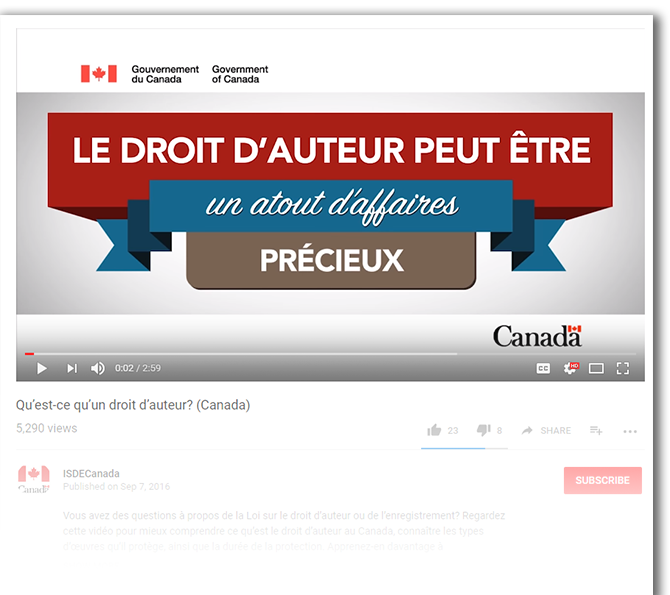 Gouvernement Government
du Canada of Canada
LE DROIT D'AUTEUR PEUT ÊTRE
un atout d'affaires
PRÉCIEUX
Canada
0:02 / 2:59 CC HD
Qu'est-ce qu'un droit d'auteur? (Canada)
5,290 views
23 8 SHARE
ISDECanada
Canada Published on Sep 7, 2016 SUBSCRIBE
Vous avez des questions à propos de la Loi sur le droit d'auteur ou de l'enregistrement? Regardez
cette vidéo pour mieux comprendre ce qu'est le droit d'auteur au Canada, connaître les types
d'œuvres qu'il protège, ainsi que la durée de la protection. Apprenez-en davantage à